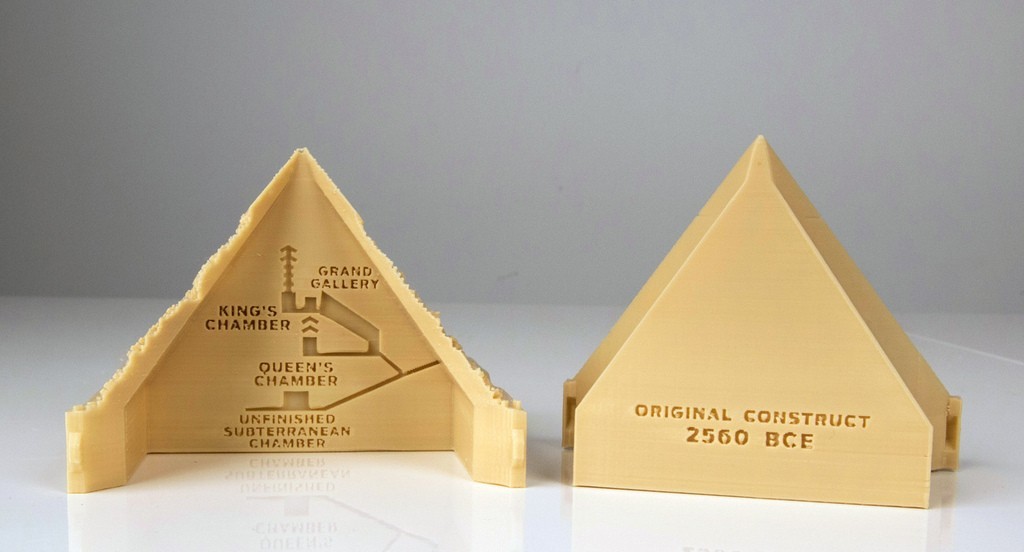 GRAND
GALLERY
KING'S
CHAMBER
QUEEN'S
CHAMBER
UNFINISHED
SUBTERRANEAN
CHAMBER
ORIGINAL CONSTRUCT
2560 BCE